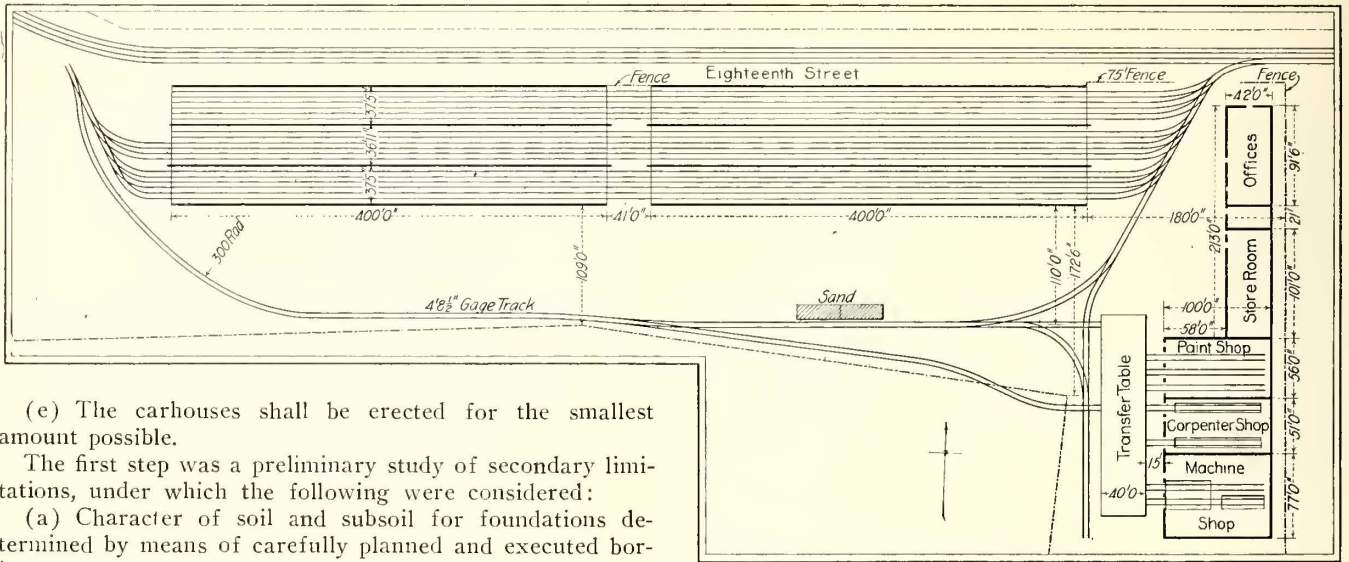 Eighteenth Street
Fence
75' Fence
Fence
42'0"
37'5"
36'1"
37'5"
Offices
91'6"
400'0"
41'0"
400'0"
180'0"
21'
213'0"
300 Rad
109'0"
110'0"
172'6"
Store Room
101'0"
4'8½" Gage Track
Sand
100'0"
58'0"
Paint Shop
56'0"
Transfer Table
Corpenter Shop
51'0"
15'
Machine
Shop
40'0
77'0"
(e) The carhouses shall be erected for the smallest
amount possible.
The first step was a preliminary study of secondary limi-
tations, under which the following were considered:
(a) Character of soil and subsoil for foundations de-
termined by means of carefully planned and executed bor-